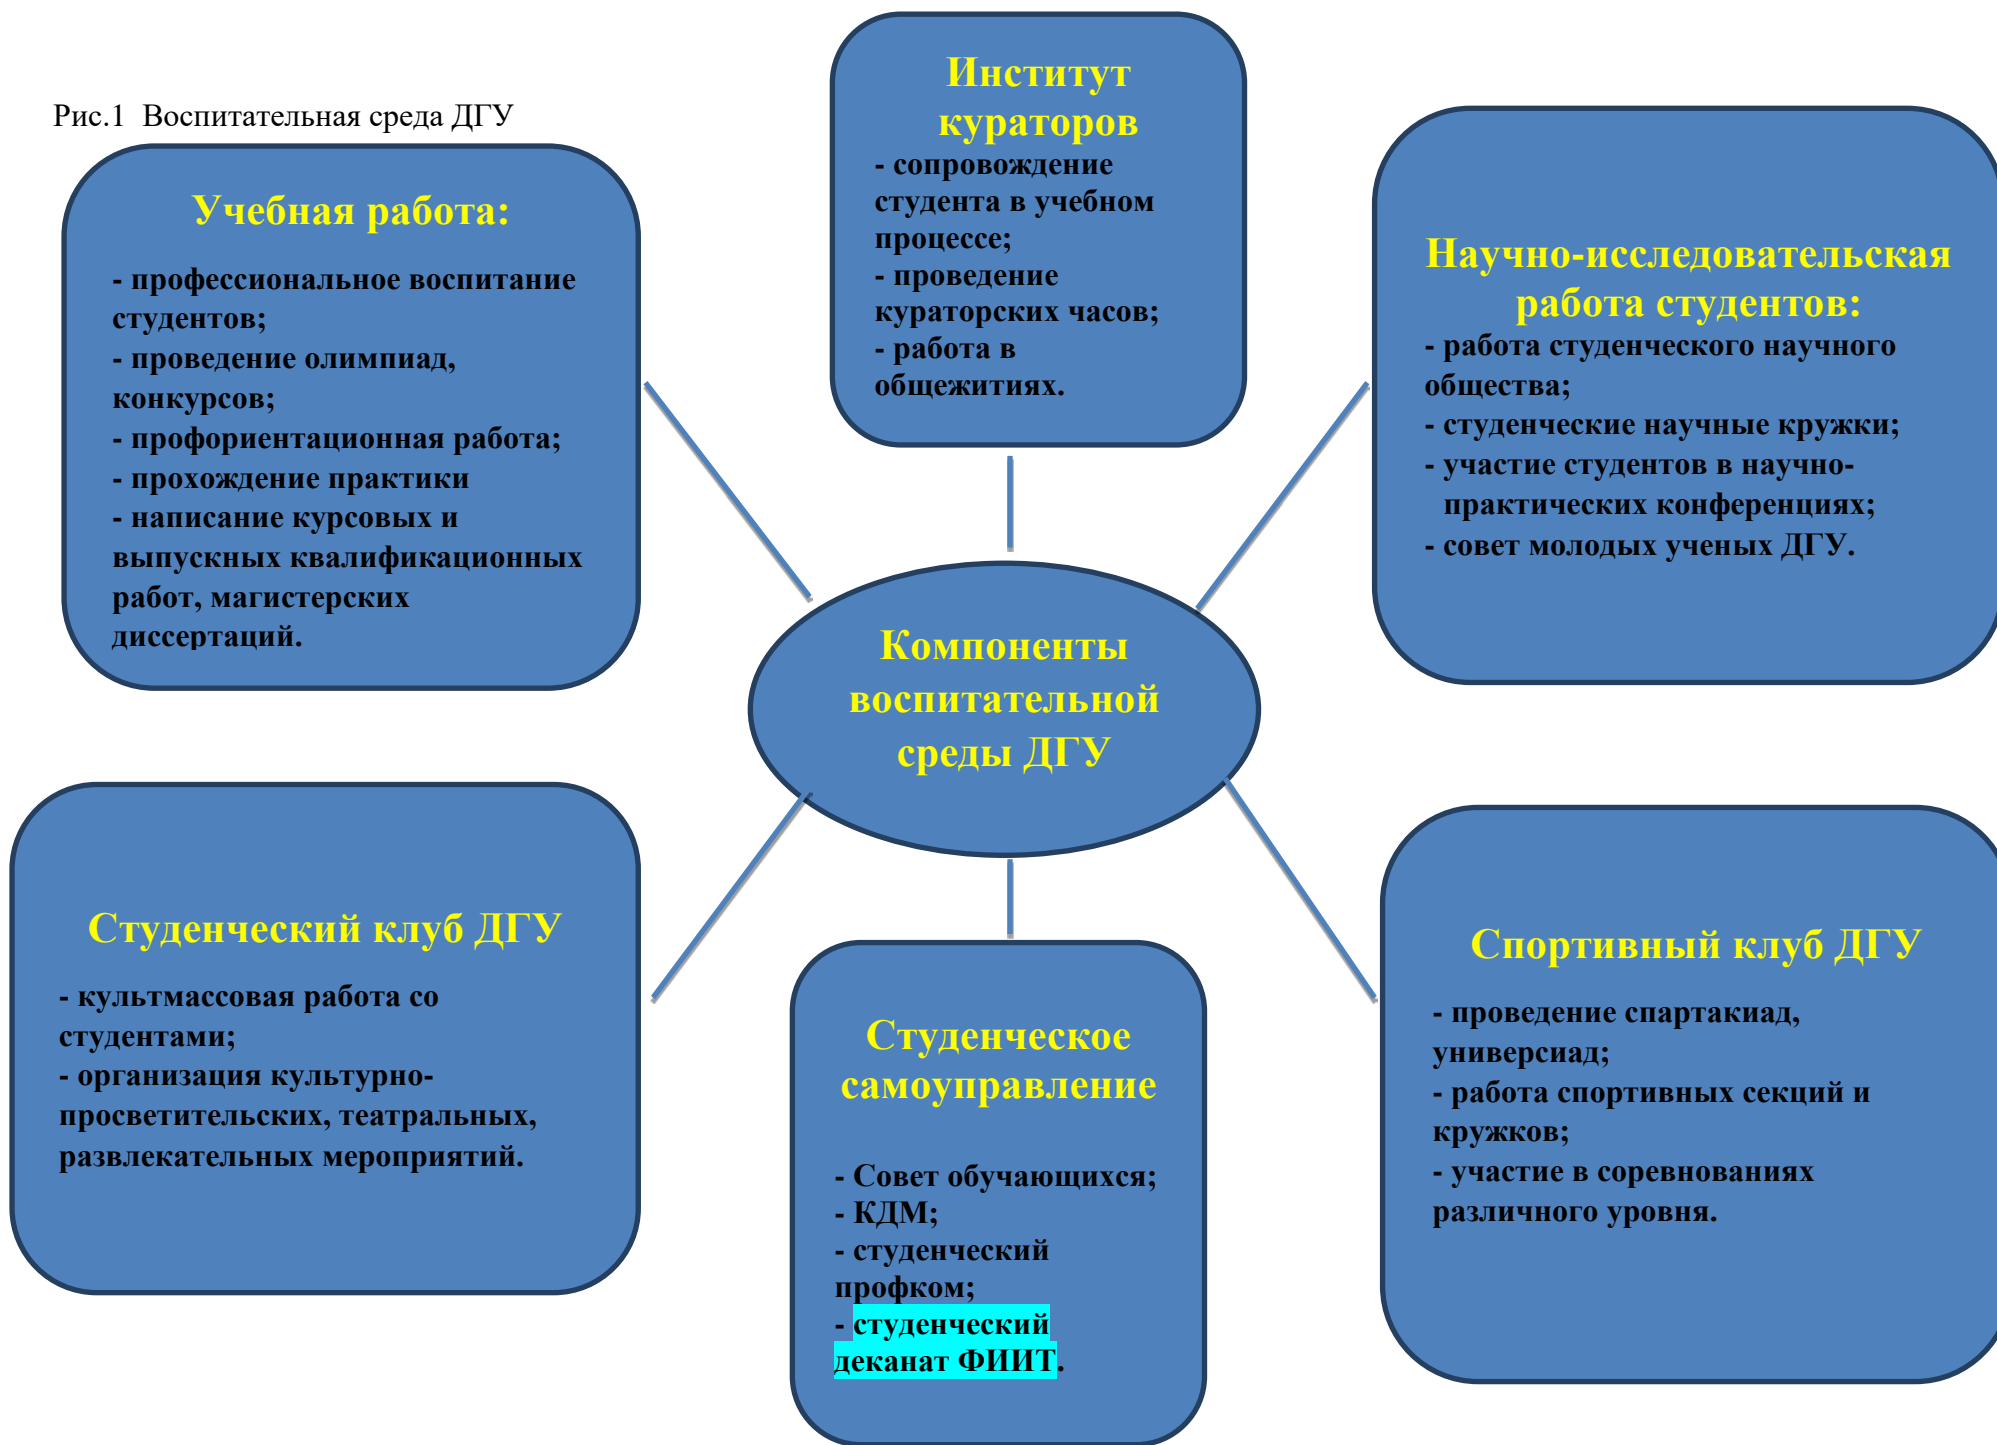 Рис.1  Воспитательная среда ДГУ
Институт
кураторов
- сопровождение
студента в учебном
процессе;
- проведение
кураторских часов;
- работа в
общежитиях.
Учебная работа:
- профессиональное воспитание
студентов;
- проведение олимпиад,
конкурсов;
- профориентационная работа;
- прохождение практики
- написание курсовых и
выпускных квалификационных
работ, магистерских
диссертаций.
Научно-исследовательская
работа студентов:
- работа студенческого научного
общества;
- студенческие научные кружки;
- участие студентов в научно-
практических конференциях;
- совет молодых ученых ДГУ.
Компоненты
воспитательной
среды ДГУ
Студенческий клуб ДГУ
- культмассовая работа со
студентами;
- организация культурно-
просветительских, театральных,
развлекательных мероприятий.
Студенческое
самоуправление
- Совет обучающихся;
- КДМ;
- студенческий
профком;
- студенческий
деканат ФИИТ.
Спортивный клуб ДГУ
- проведение спартакиад,
универсиад;
- работа спортивных секций и
кружков;
- участие в соревнованиях
различного уровня.